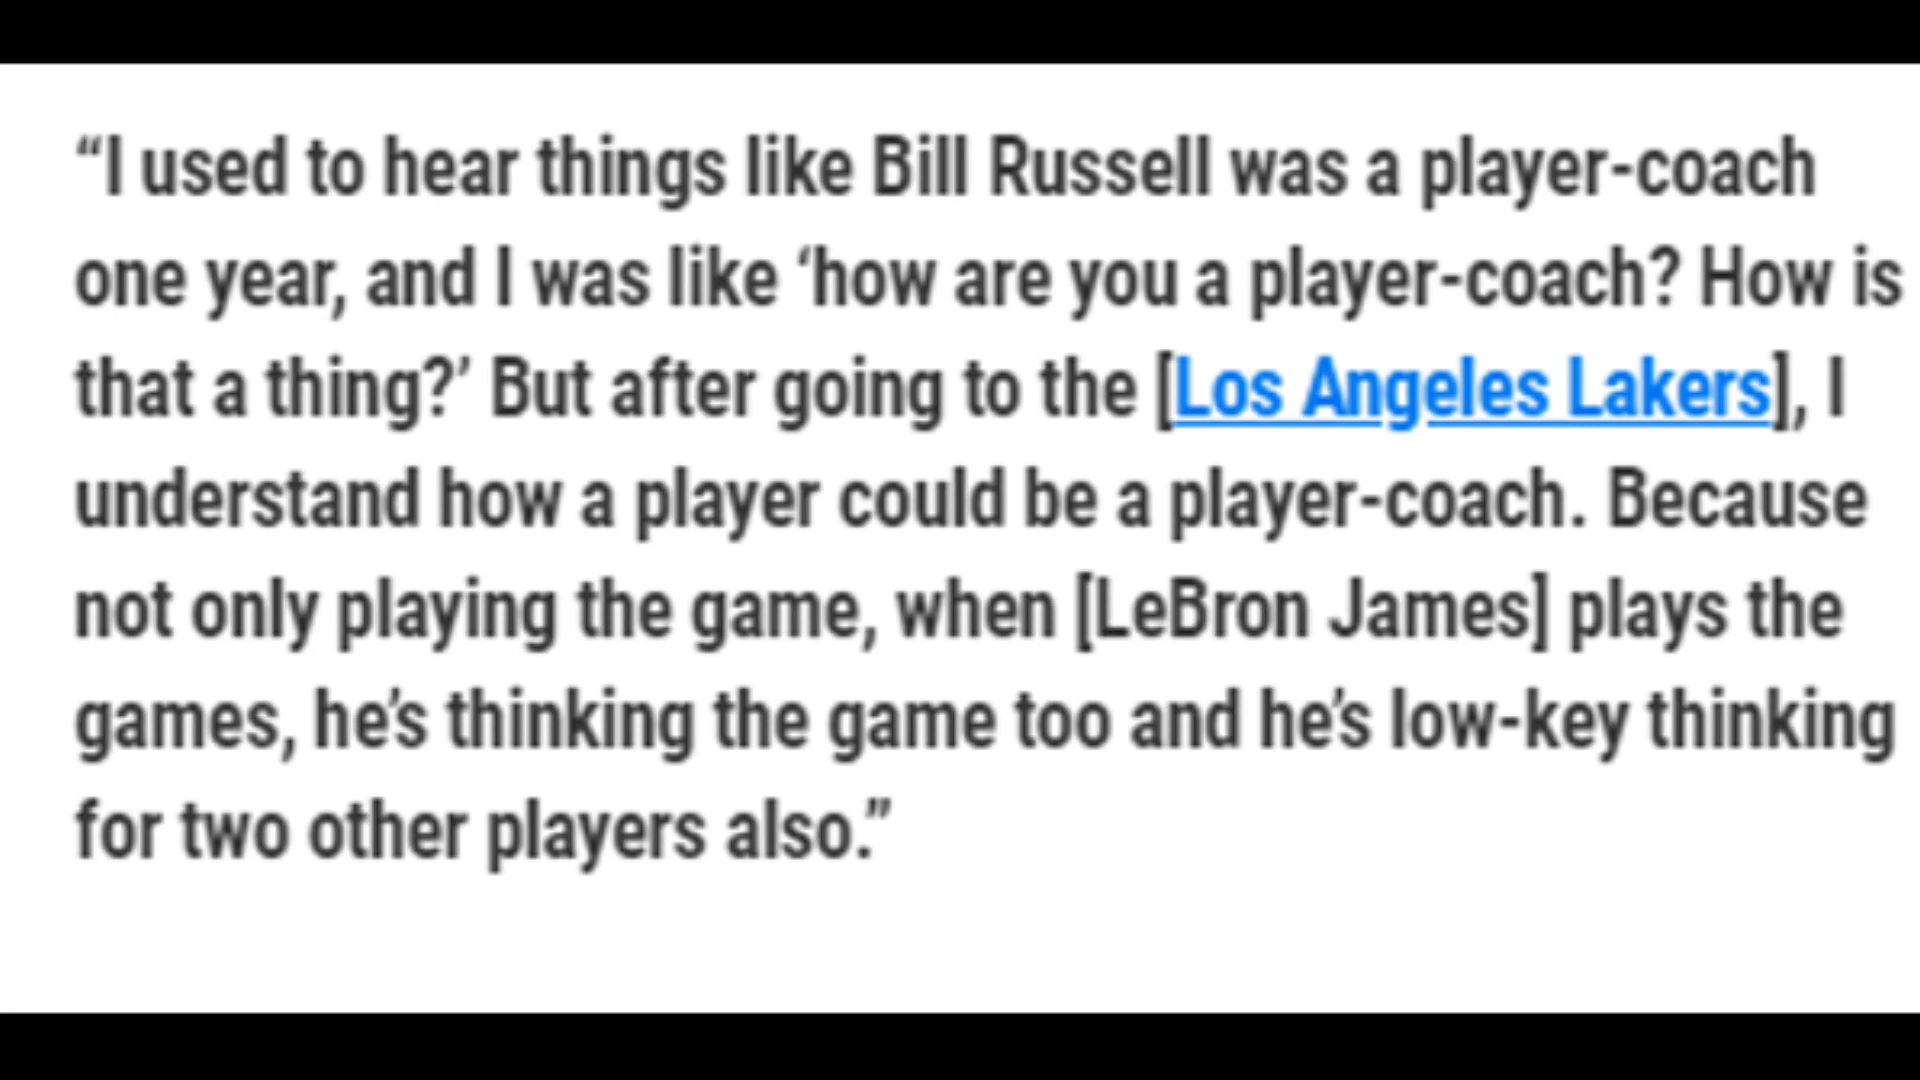 “I used to hear things like Bill Russell was a player-coach
one year, and I was like ‘how are you a player-coach? How is
that a thing?’ But after going to the [Los Angeles Lakers], I
understand how a player could be a player-coach. Because
not only playing the game, when [LeBron James] plays the
games, he’s thinking the game too and he’s low-key thinking
for two other players also.”